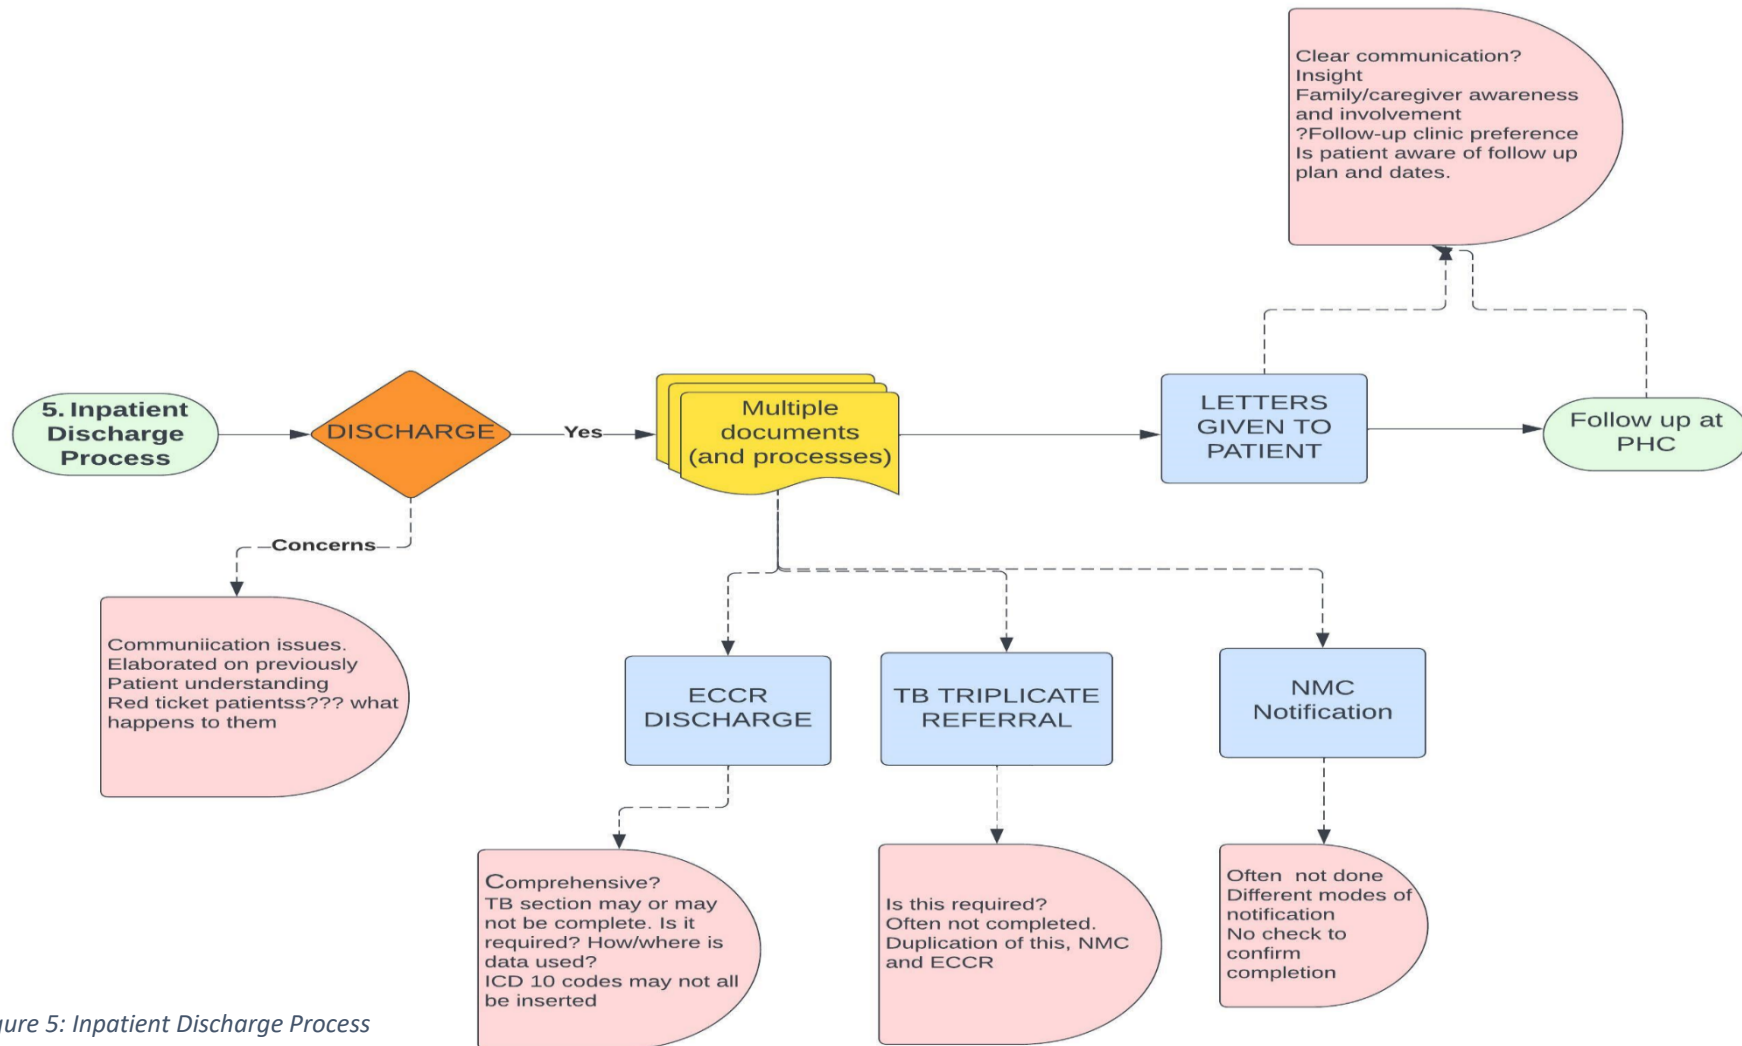 Clear communication?
Insight
Family/caregiver awareness
and involvement
?Follow-up clinic preference
Is patient aware of follow up
plan and dates.
5. Inpatient
Discharge
Process
DISCHARGE
Yes
Multiple
documents
(and processes)
LETTERS
GIVEN TO
PATIENT
Follow up at
PHC
Concerns
Communiication issues.
Elaborated on previously
Patient understanding
Red ticket patientss??? what
happens to them
ECCR
DISCHARGE
TB TRIPLICATE
REFERRAL
NMC
Notification
Comprehensive?
TB section may or may
not be complete. Is it
required? How/where is
data used?
ICD 10 codes may not all
be inserted
Is this required?
Often not completed.
Duplication of this, NMC
and ECCR
Often not done
Different modes of
notification
No check to
confirm
completion
gure 5: Inpatient Discharge Process